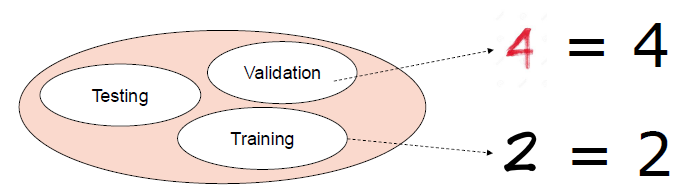 Validation
4 = 4
Testing
Training
2 = 2